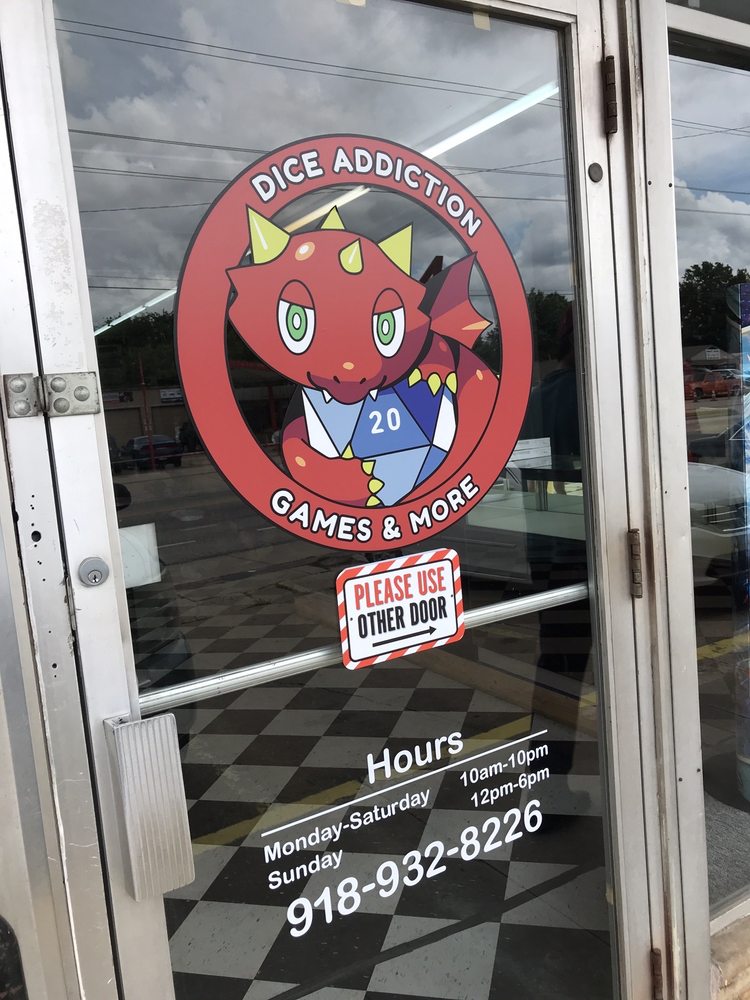 DICE ADDICTION
20
GAMES & MORE
PLEASE USE
OTHER DOOR
Hours
Monday-Saturday 10am-10pm
Sunday 12pm-6pm
918-932-8226